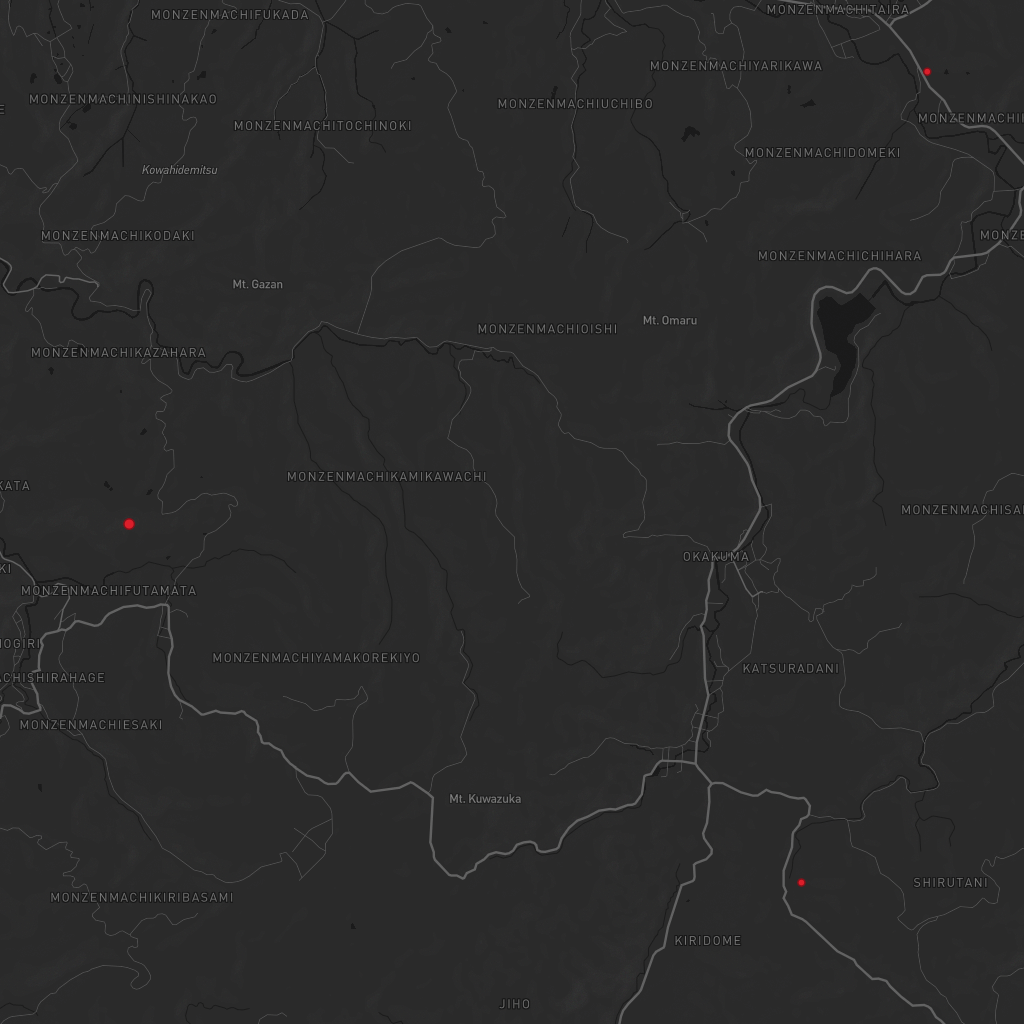 MONZENMACHITAIRA
MONZENMACHIFUKADA
MONZENMACHIYARIKAWA
MONZENMACHINISHINAKAO
MONZENMACHIUCHIBO
MONZENMACHITOCHINOKI
MONZENMACHIDOMEKI
Kowahidemitsu
MONZENMACHIKODAKI
MONZENMACHICHIHARA
Mt. Gazan
Mt. Omaru
MONZENMACHIOISHI
MONZENMACHIKAZAHARA
MONZENMACHIKAMIKAWACHI
OKAKUMA
MONZENMACHIFUTAMATA
MONZENMACHIYAMAKOREKIYO
KATSURADANI
MONZENMACHIESAKI
Mt. Kuwazuka
SHIRUTANI
MONZENMACHIKIRIBASAMI
KIRIDOME
JIHO